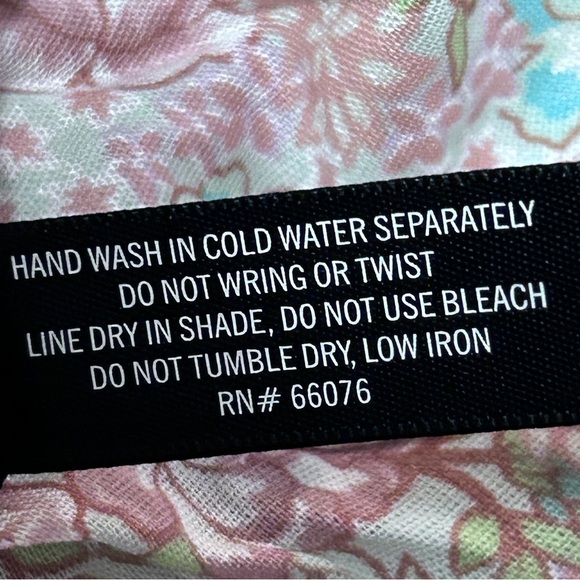 HAND WASH IN COLD WATER SEPARATELY
DO NOT WRING OR TWIST
LINE DRY IN SHADE, DO NOT USE BLEACH
DO NOT TUMBLE DRY, LOW IRON
RN# 66076